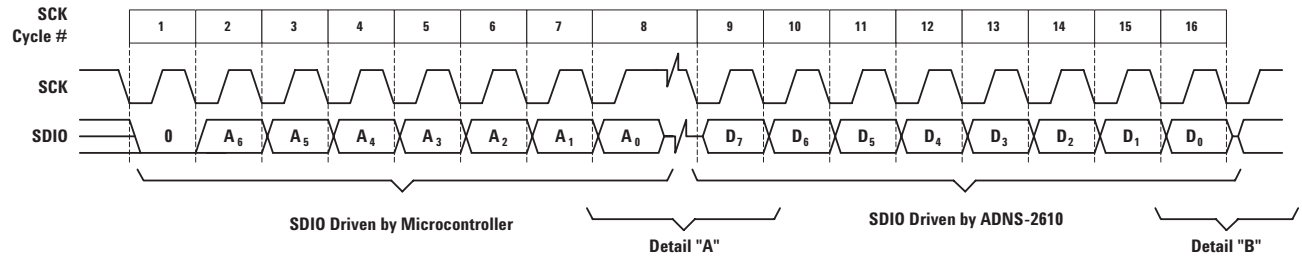 SCK
Cycle #
1 2 3 4 5 6 7 8 9 10 11 12 13 14 15 16
SCK
SDIO
0 A6 A5 A4 A3 A2 A1 A0 D7 D6 D5 D4 D3 D2 D1 D0
SDIO Driven by Microcontroller
SDIO Driven by ADNS-2610
Detail "A"
Detail "B"